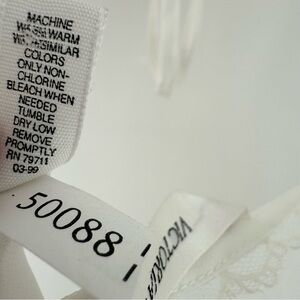 MACHINE
WASH WARM
SIMILAR
COLORS
ONLY NON-
CHLORINE
BLEACH WHEN
NEEDED
TUMBLE
DRY LOW
REMOVE
PROMPTLY
RN 79711
03-99
50088
VICTORIA